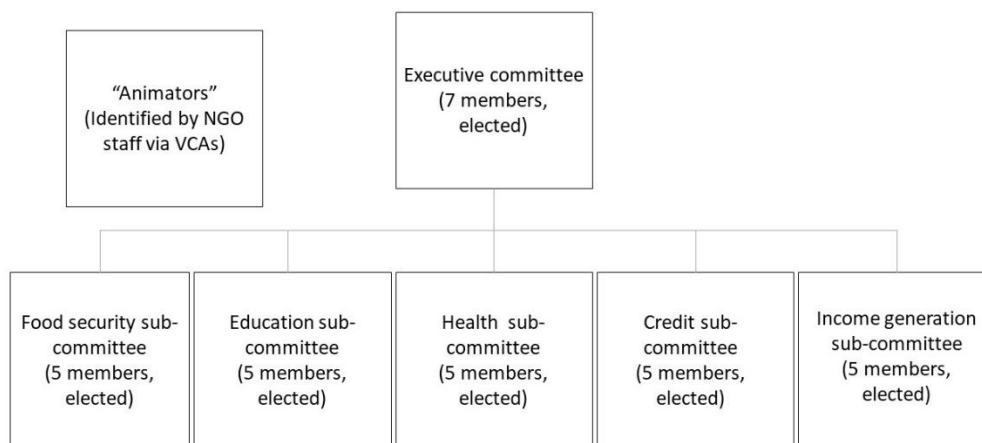 “Animators”
(Identified by NGO
staff via VCAs)
Executive committee
(7 members,
elected)
Food security sub-
committee
(5 members,
elected)
Education sub-
committee
(5 members,
elected)
Health  sub-
committee
(5 members,
elected)
Credit sub-
committee
(5 members,
elected)
Income generation
sub-committee
(5 members,
elected)